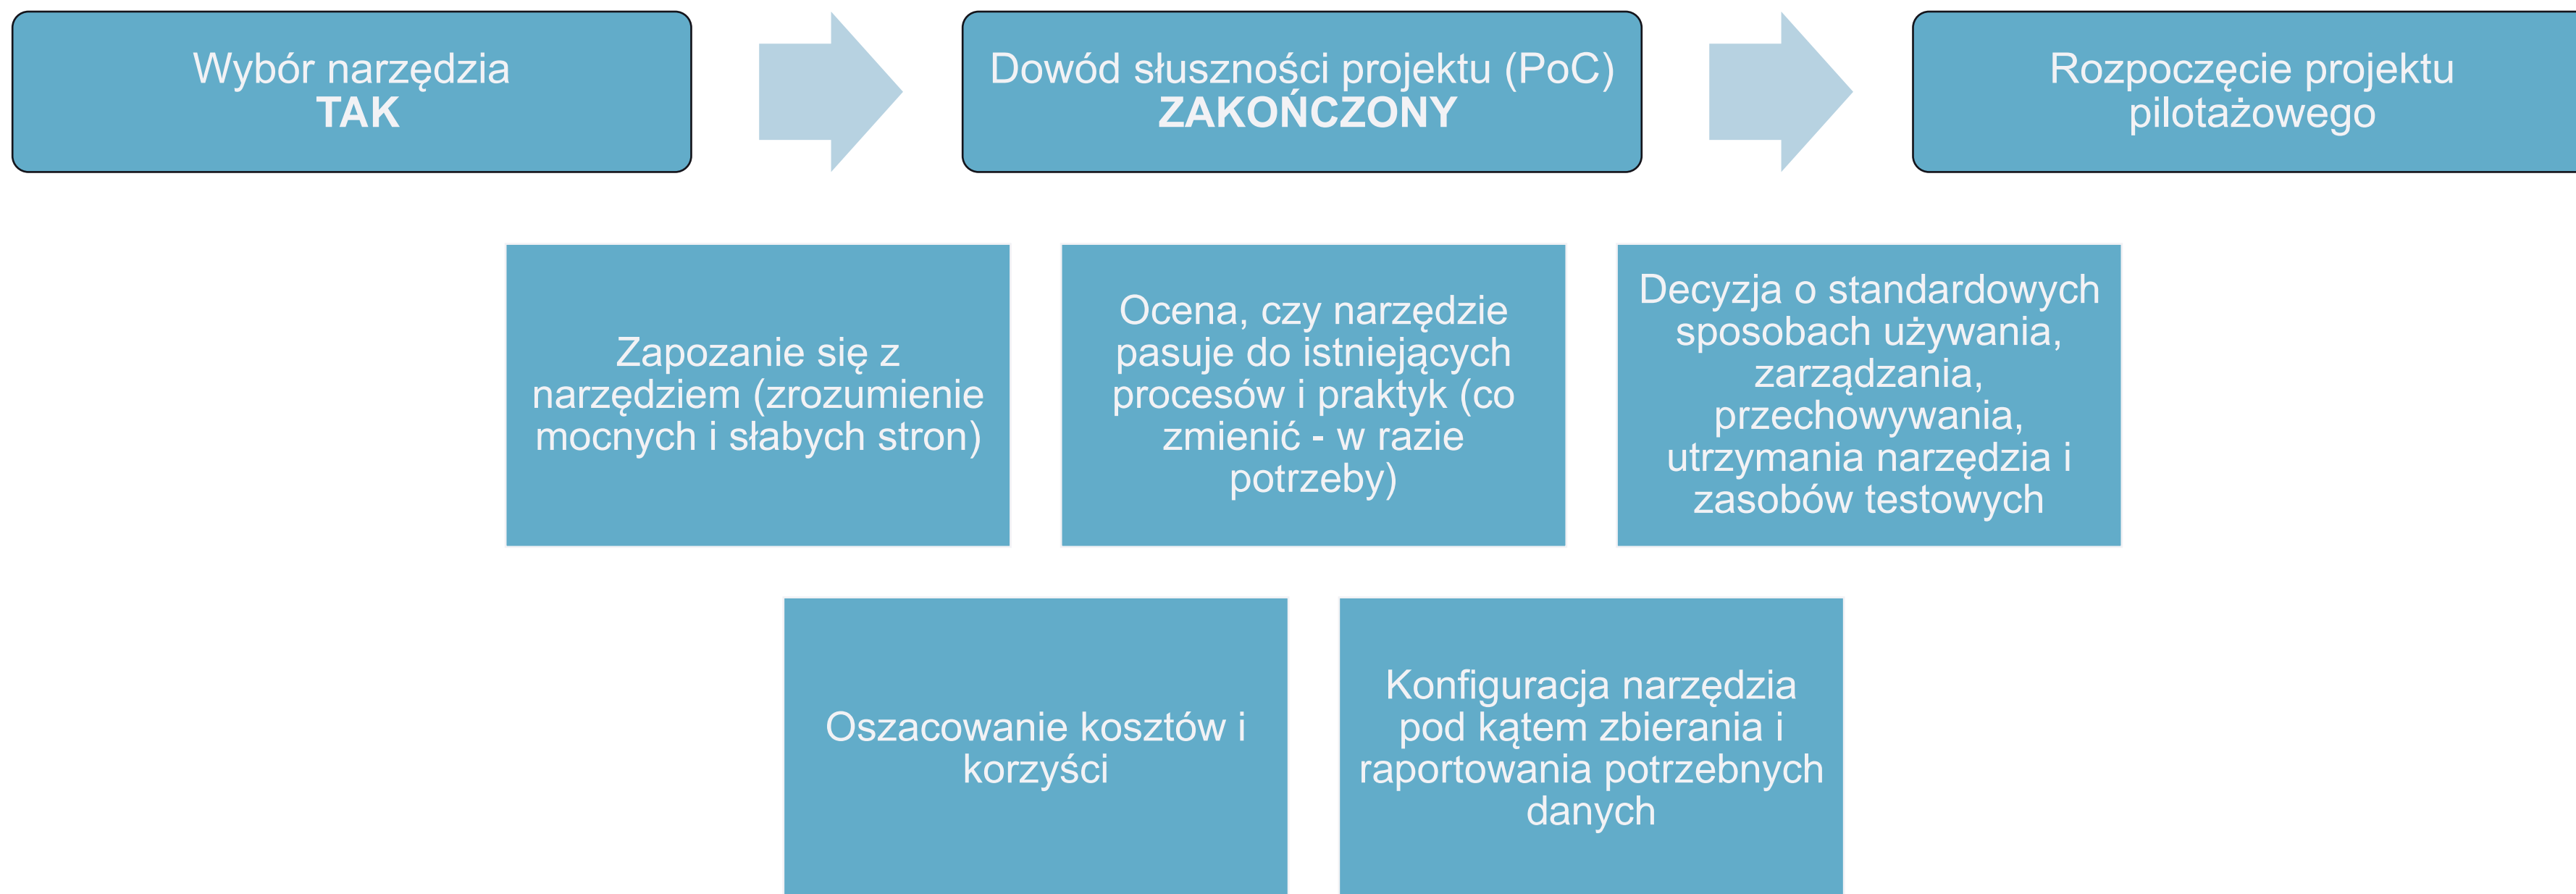 Wybór narzędzia
TAK
Dowód słuszności projektu (PoC)
ZAKOŃCZONY
Rozpoczęcie projektu
pilotażowego
Zapozanie się z
narzędziem (zrozumienie
mocnych i słabych stron)
Ocena, czy narzędzie
pasuje do istniejących
procesów i praktyk (co
zmienić - w razie
potrzeby)
Decyzja o standardowych
sposobach używania,
zarządzania,
przechowywania,
utrzymania narzędzia i
zasobów testowych
Oszacowanie kosztów i
korzyści
Konfiguracja narzędzia
pod kątem zbierania i
raportowania potrzebnych
danych